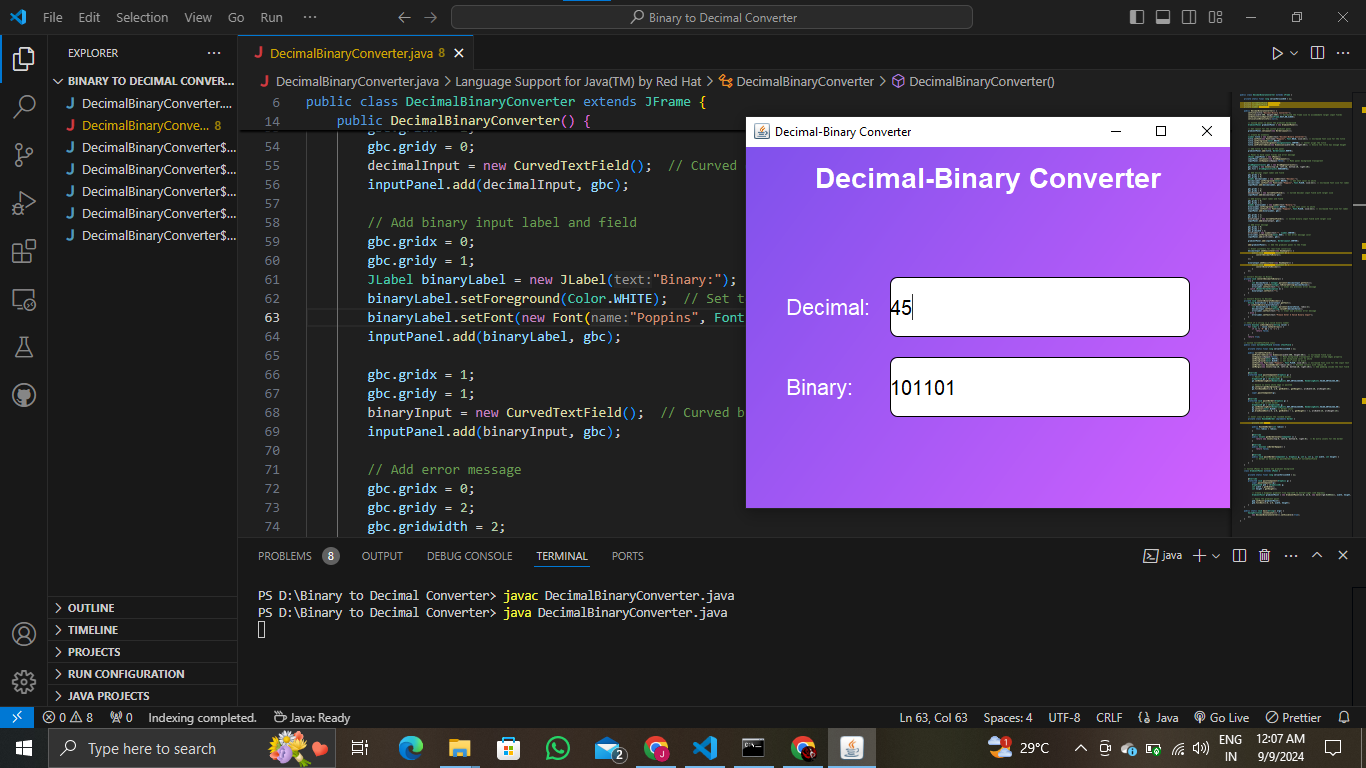 File Edit Selection View Go Run ··· Binary to Decimal Converter
EXPLORER ···
BINARY TO DECIMAL CONVER...
DecimalBinaryConverter....
DecimalBinaryConve... 8
DecimalBinaryConverter$...
DecimalBinaryConverter$...
DecimalBinaryConverter$...
DecimalBinaryConverter$...
DecimalBinaryConverter$...
OUTLINE
TIMELINE
PROJECTS
RUN CONFIGURATION
JAVA PROJECTS
DecimalBinaryConverter.java 8
DecimalBinaryConverter.java > Language Support for Java(TM) by Red Hat > DecimalBinaryConverter > DecimalBinaryConverter()
6 public class DecimalBinaryConverter extends JFrame {
14 public DecimalBinaryConverter() {
54 gbc.gridy = 0;
55 decimalInput = new CurvedTextField(); // Curved
56 inputPanel.add(decimalInput, gbc);
57
58 // Add binary input label and field
59 gbc.gridx = 0;
60 gbc.gridy = 1;
61 JLabel binaryLabel = new JLabel(text:"Binary:");
62 binaryLabel.setForeground(Color.WHITE); // Set t
63 binaryLabel.setFont(new Font(name:"Poppins", Font
64 inputPanel.add(binaryLabel, gbc);
65
66 gbc.gridx = 1;
67 gbc.gridy = 1;
68 binaryInput = new CurvedTextField(); // Curved b
69 inputPanel.add(binaryInput, gbc);
70
71 // Add error message
72 gbc.gridx = 0;
73 gbc.gridy = 2;
74 gbc.gridwidth = 2;
Decimal-Binary Converter
Decimal-Binary Converter
Decimal: 45
Binary: 101101
PROBLEMS 8 OUTPUT DEBUG CONSOLE TERMINAL PORTS java
PS D:\Binary to Decimal Converter> javac DecimalBinaryConverter.java
PS D:\Binary to Decimal Converter> java DecimalBinaryConverter.java
0 8 0 Indexing completed. Java: Ready Ln 63, Col 63 Spaces: 4 UTF-8 CRLF {} Java Go Live Prettier
Type here to search 2 29°C ENG IN 12:07 AM 9/9/2024